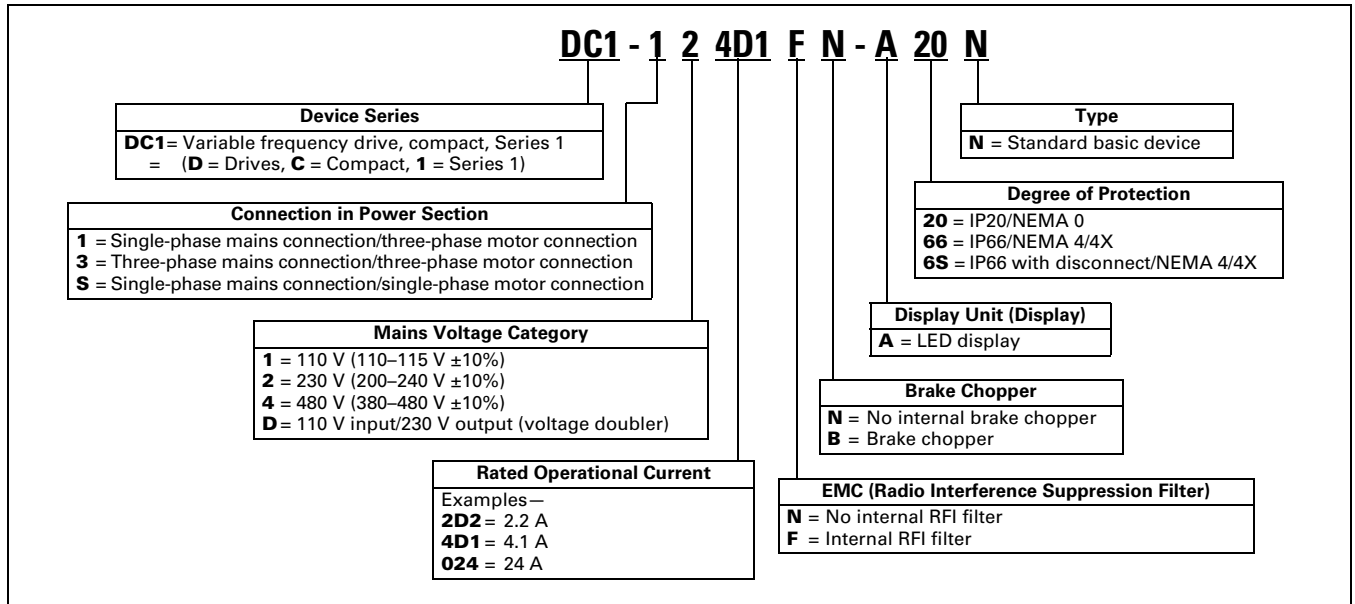 DC1 - 1 2 4D1 F N - A 20 N
Device Series
DC1= Variable frequency drive, compact, Series 1
= (D = Drives, C = Compact, 1 = Series 1)
Type
N = Standard basic device
Connection in Power Section
1 = Single-phase mains connection/three-phase motor connection
3 = Three-phase mains connection/three-phase motor connection
S = Single-phase mains connection/single-phase motor connection
Degree of Protection
20 = IP20/NEMA 0
66 = IP66/NEMA 4/4X
6S = IP66 with disconnect/NEMA 4/4X
Mains Voltage Category
1 = 110 V (110–115 V ±10%)
2 = 230 V (200–240 V ±10%)
4 = 480 V (380–480 V ±10%)
D = 110 V input/230 V output (voltage doubler)
Display Unit (Display)
A = LED display
Brake Chopper
N = No internal brake chopper
B = Brake chopper
Rated Operational Current
Examples—
2D2 = 2.2 A
4D1 = 4.1 A
024 = 24 A
EMC (Radio Interference Suppression Filter)
N = No internal RFI filter
F = Internal RFI filter